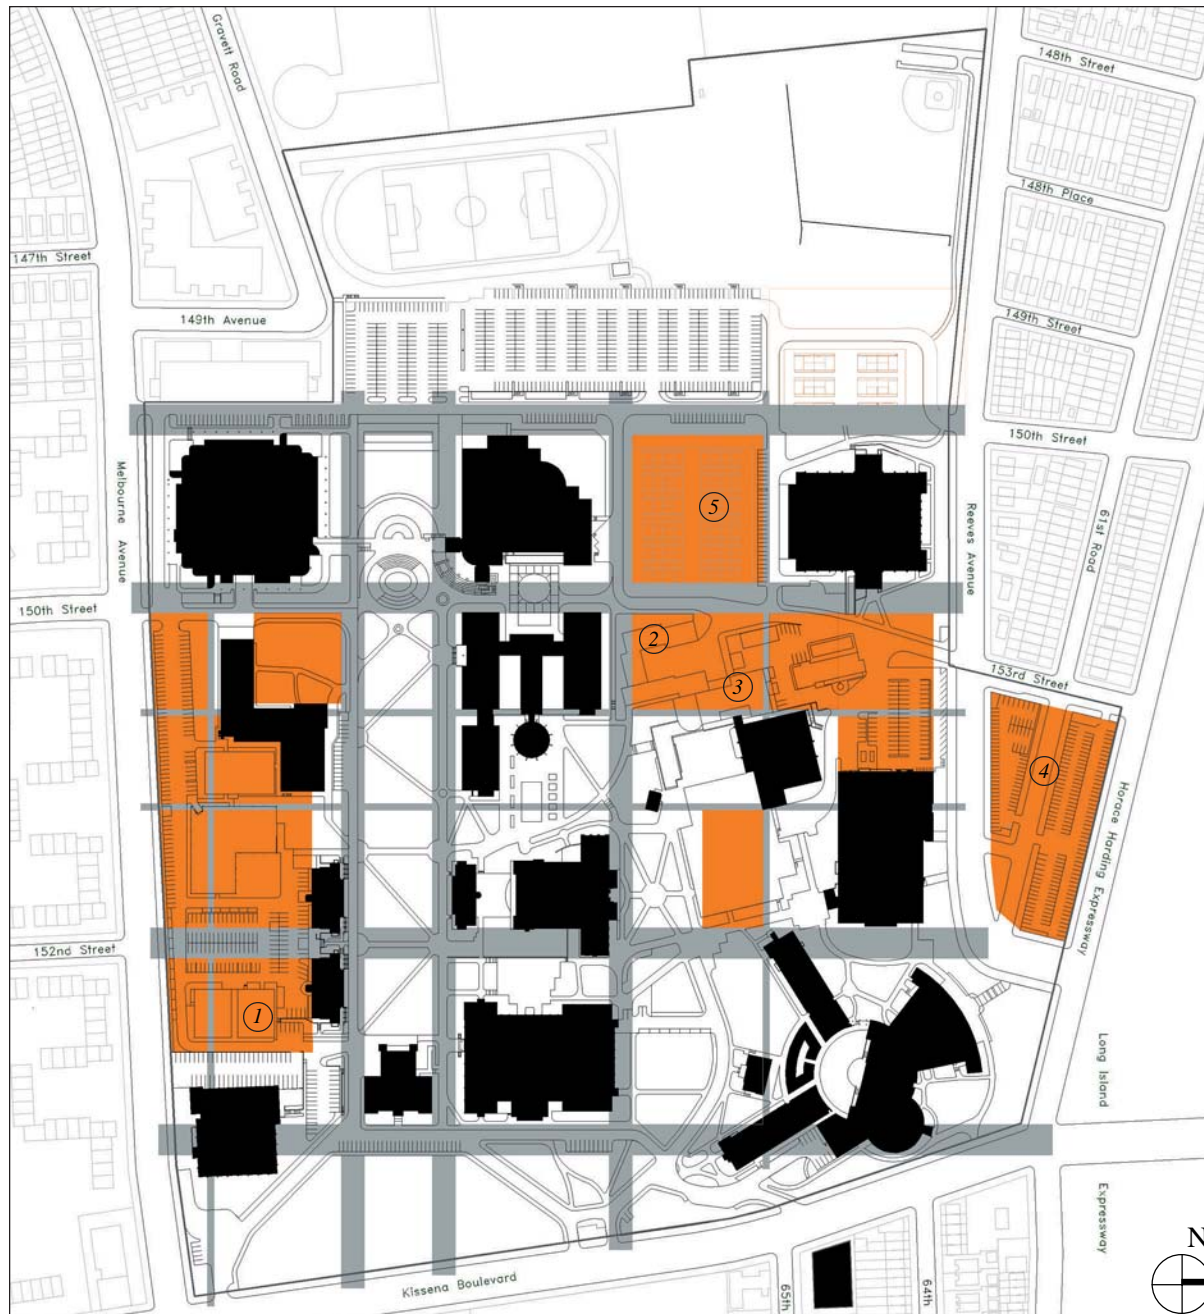 Gravett Road
148th Street
148th Place
147th Street
149th Avenue
149th Street
150th Street
Melbourne Avenue
5
Reeves Avenue
61st Road
150th Street
2
3
153rd Street
4
Horace Harding Expressway
152nd Street
1
Long Island
Expressway
N
Kissena Boulevard
65th
64th